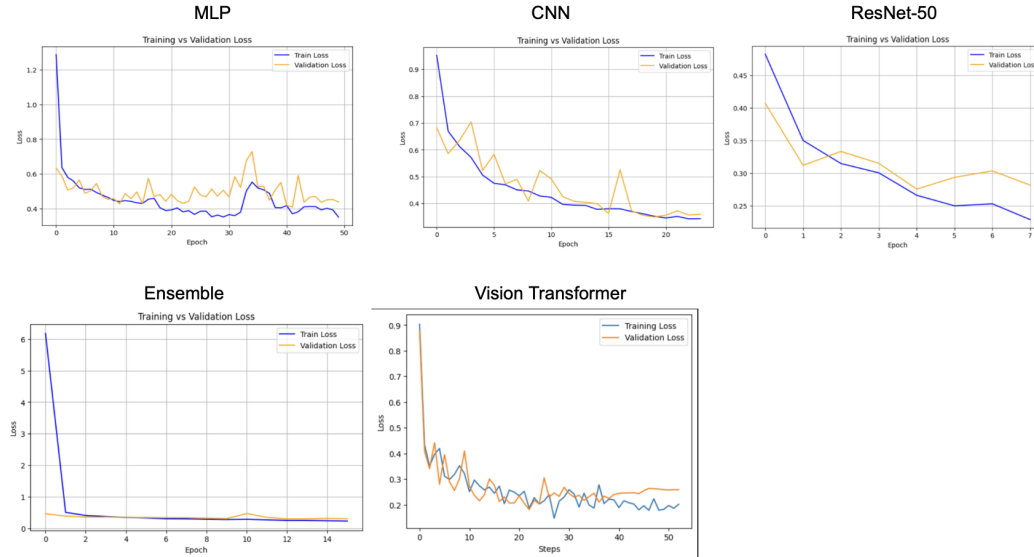 MLP
CNN
ResNet-50
Training vs Validation Loss
Train Loss
Validation Loss
1.2
1.0
0.8
0.6
0.4
Loss
0
10
20
30
40
50
Epoch
Training vs Validation Loss
Train Loss
Validation Loss
0.9
0.8
0.7
0.6
0.5
0.4
Loss
0
5
10
15
20
Epoch
Training vs Validation Loss
Train Loss
Validation Loss
0.45
0.40
0.35
0.30
0.25
Loss
0
1
2
3
4
5
6
7
Epoch
Ensemble
Vision Transformer
Training vs Validation Loss
Train Loss
Validation Loss
6
5
4
3
2
1
0
Loss
0
2
4
6
8
10
12
14
Epoch
Training Loss
Validation Loss
0.9
0.8
0.7
0.6
0.5
0.4
0.3
0.2
Loss
0
10
20
30
40
50
Steps